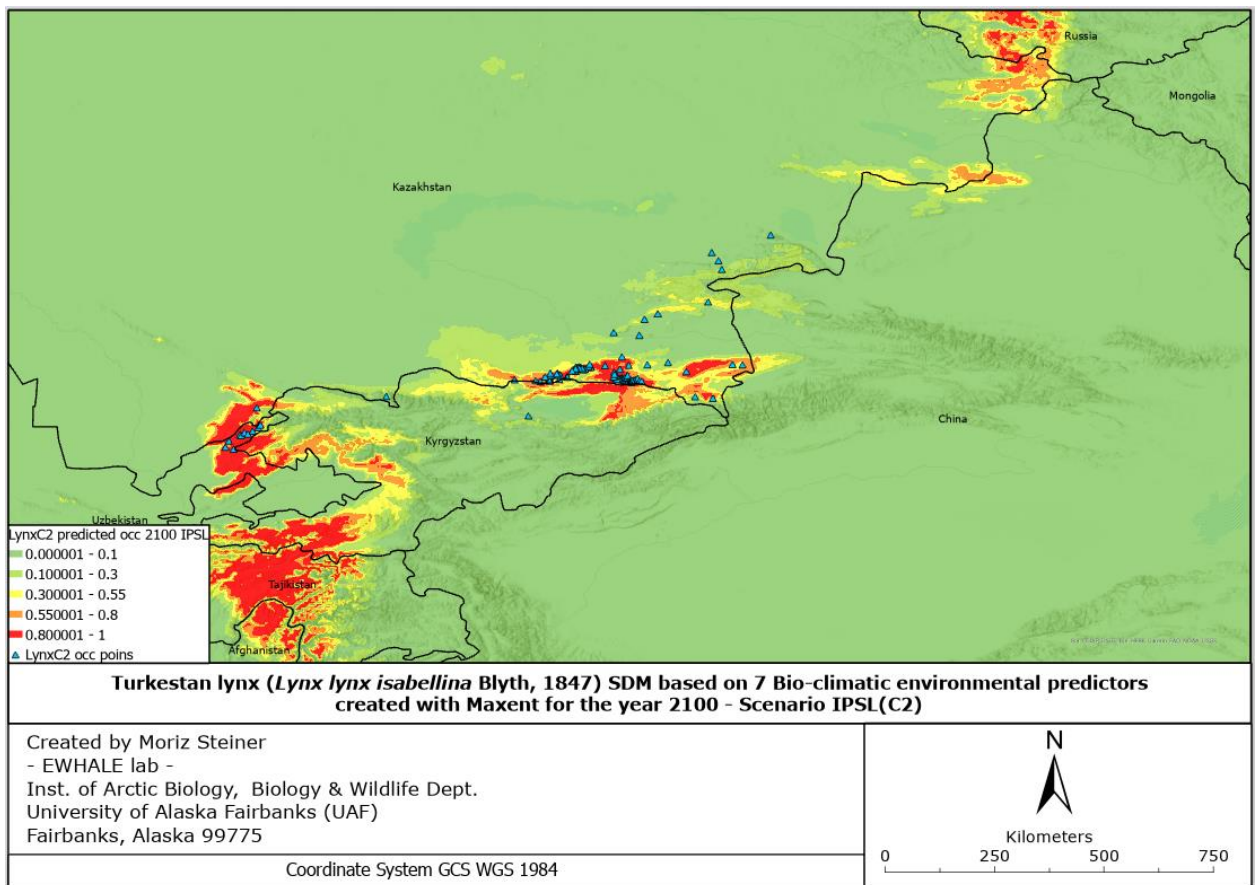 Russia
Mongolia
Kazakhstan
China
Kyrgyzstan
Uzbekistan
Tajikistan
Afghanistan
LynxC2 predicted occ 2100 IPSL
0.000001 - 0.1
0.100001 - 0.3
0.300001 - 0.55
0.550001 - 0.8
0.800001 - 1
LynxC2 occ poins
Turkestan lynx (Lynx lynx isabellina Blyth, 1847) SDM based on 7 Bio-climatic environmental predictors
created with Maxent for the year 2100 - Scenario IPSL(C2)
Created by Moriz Steiner
- EWHALE lab -
Inst. of Arctic Biology, Biology & Wildlife Dept.
University of Alaska Fairbanks (UAF)
Fairbanks, Alaska 99775
Coordinate System GCS WGS 1984
N
Kilometers
0 250 500 750